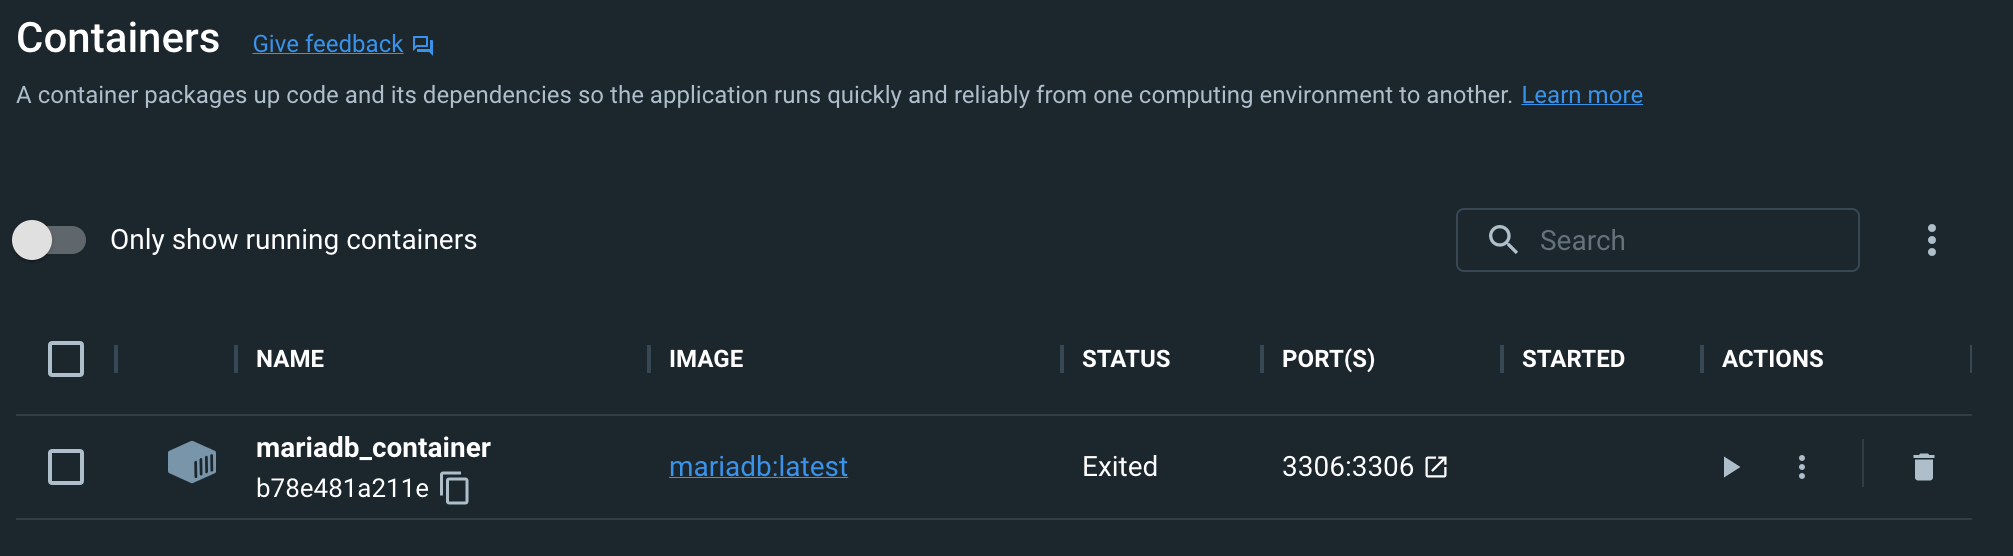 Containers Give feedback
A container packages up code and its dependencies so the application runs quickly and reliably from one computing environment to another. Learn more
Only show running containers Search
NAME IMAGE STATUS PORT(S) STARTED ACTIONS
mariadb_container
b78e481a211e mariadb:latest Exited 3306:3306